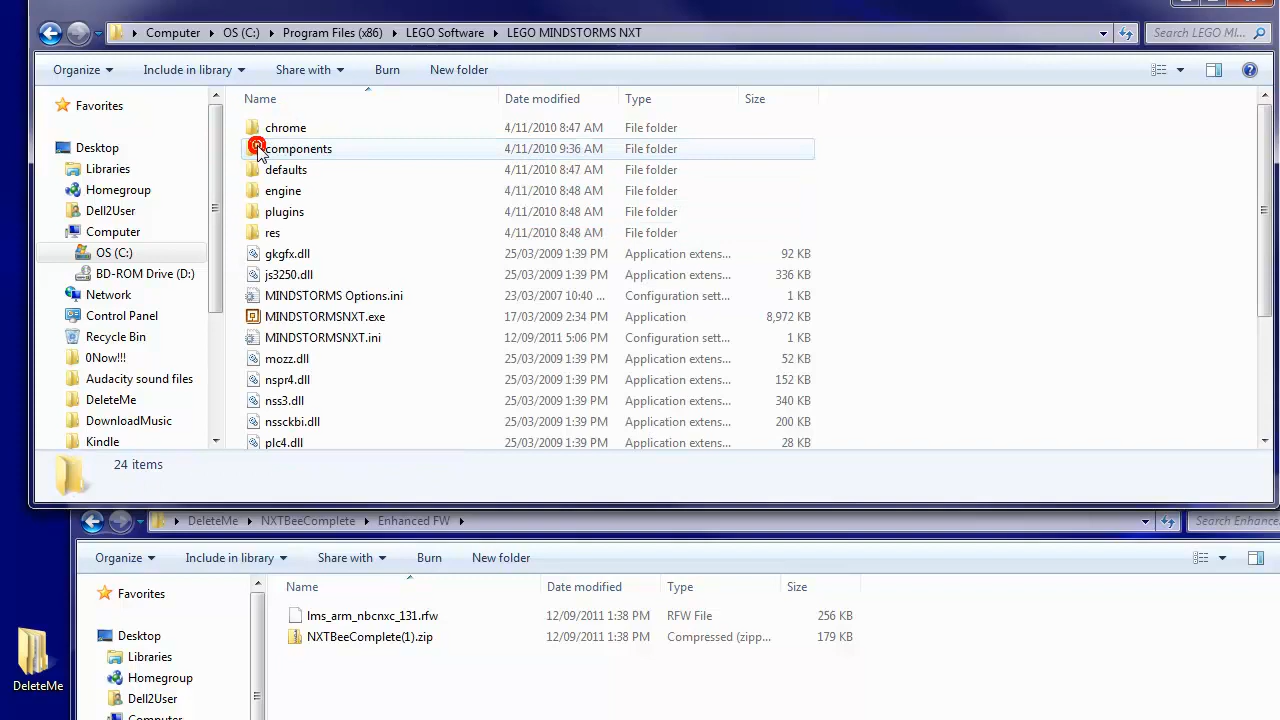 Computer OS (C:) Program Files (x86) LEGO Software LEGO MINDSTORMS NXT Search LEGO MI...
Organize Include in library Share with Burn New folder
Favorites
Desktop
Libraries
Homegroup
Dell2User
Computer
OS (C:)
BD-ROM Drive (D:)
Network
Control Panel
Recycle Bin
0Now!!!
Audacity sound files
DeleteMe
DownloadMusic
Kindle
Name Date modified Type Size
chrome 4/11/2010 8:47 AM File folder
components 4/11/2010 9:36 AM File folder
defaults 4/11/2010 8:47 AM File folder
engine 4/11/2010 8:48 AM File folder
plugins 4/11/2010 8:48 AM File folder
res 4/11/2010 8:48 AM File folder
gkgfx.dll 25/03/2009 1:39 PM Application extens... 92 KB
js3250.dll 25/03/2009 1:39 PM Application extens... 336 KB
MINDSTORMS Options.ini 23/03/2007 10:40 ... Configuration sett... 1 KB
MINDSTORMSNXT.exe 17/03/2009 2:34 PM Application 8,972 KB
MINDSTORMSNXT.ini 12/09/2011 5:06 PM Configuration sett... 1 KB
mozz.dll 25/03/2009 1:39 PM Application extens... 52 KB
nspr4.dll 25/03/2009 1:39 PM Application extens... 152 KB
nss3.dll 25/03/2009 1:39 PM Application extens... 340 KB
nssckbi.dll 25/03/2009 1:39 PM Application extens... 200 KB
plc4.dll 25/03/2009 1:39 PM Application extens... 28 KB
24 items
DeleteMe NXTBeeComplete Enhanced FW Search Enhance
Organize Include in library Share with Burn New folder
Favorites
Desktop
Libraries
Homegroup
Dell2User
Computer
Name Date modified Type Size
lms_arm_nbcnxc_131.rfw 12/09/2011 1:38 PM RFW File 256 KB
NXTBeeComplete(1).zip 12/09/2011 1:38 PM Compressed (zipp... 179 KB
DeleteMe